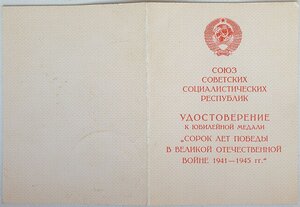 СОЮЗ
СОВЕТСКИХ
СОЦИАЛИСТИЧЕСКИХ
РЕСПУБЛИК
УДОСТОВЕРЕНИЕ
К ЮБИЛЕЙНОЙ МЕДАЛИ
„СОРОК ЛЕТ ПОБЕДЫ
В ВЕЛИКОЙ ОТЕЧЕСТВЕННОЙ
ВОЙНЕ 1941—1945 гг.“